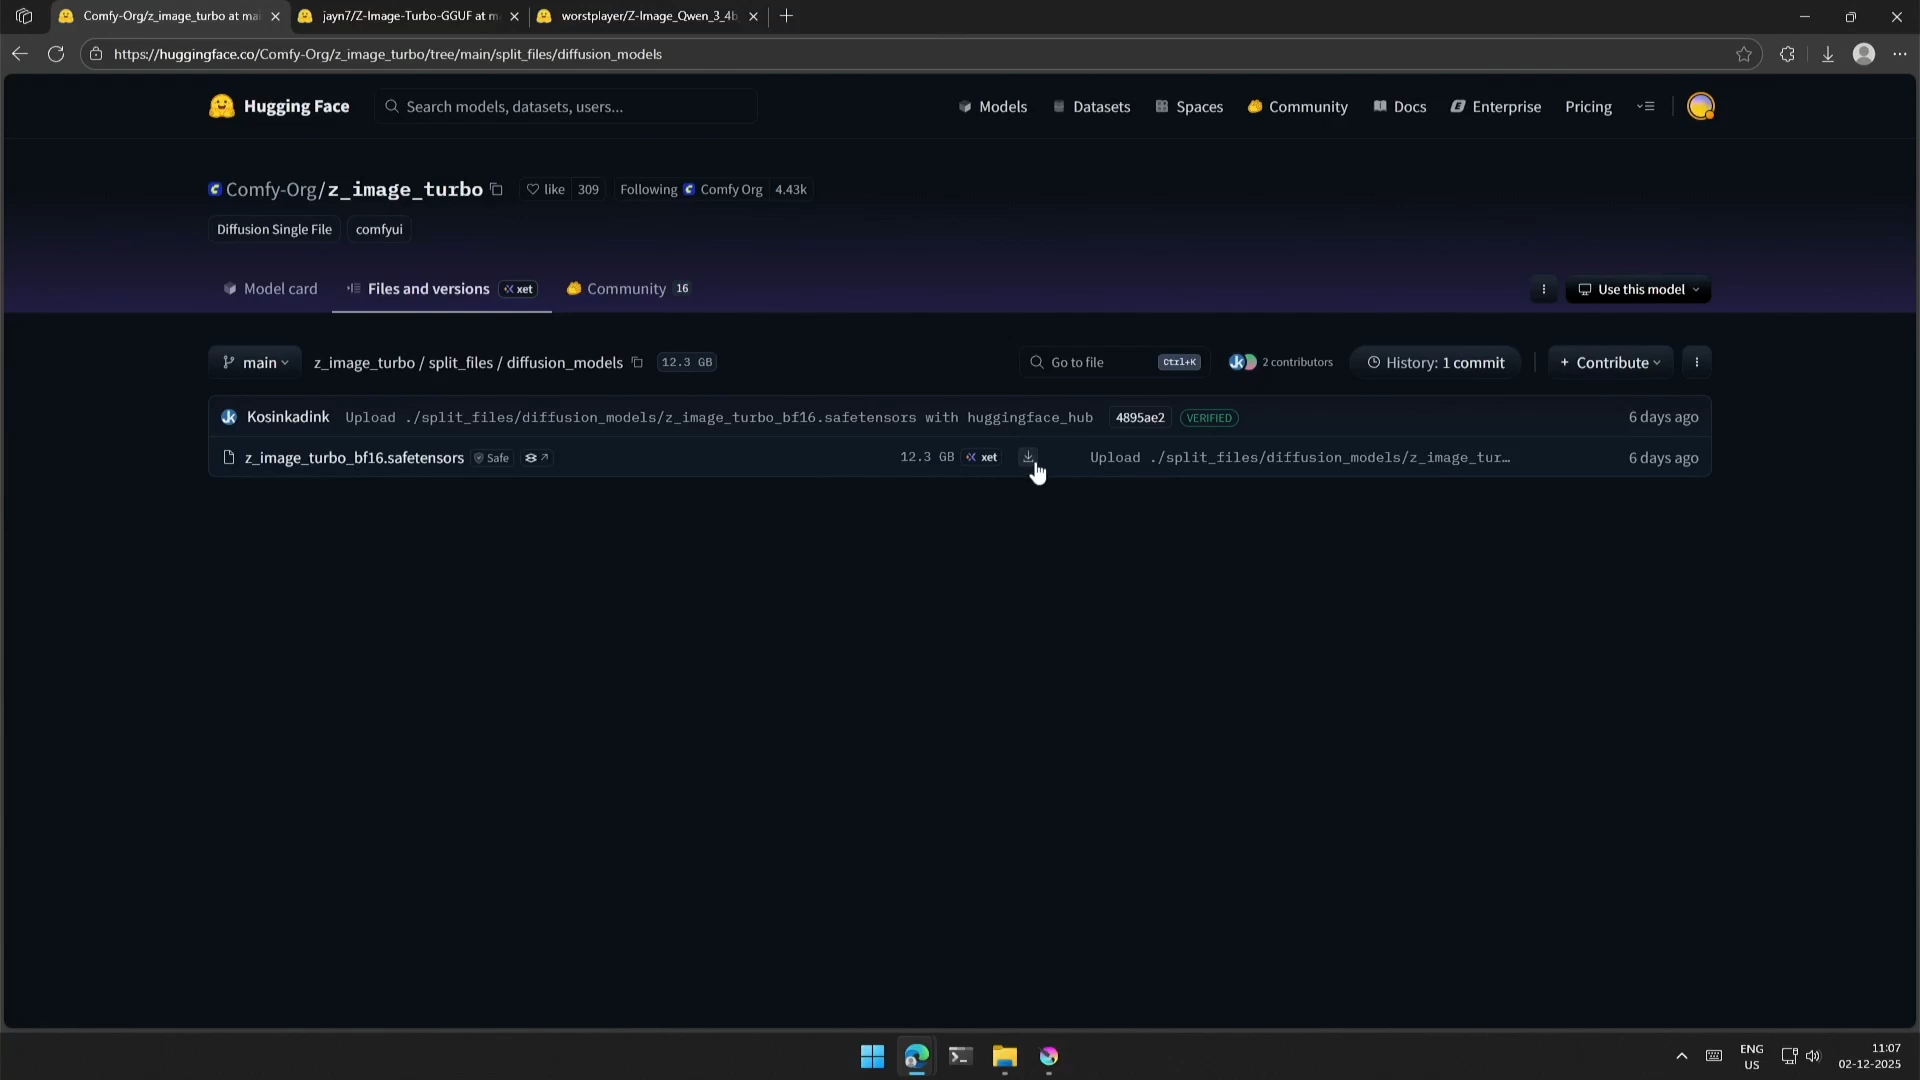 Comfy-Org/z_image_turbo at mai
jayn7/Z-Image-Turbo-GGUF at m
worstplayer/Z-Image_Qwen_3_4b
https://huggingface.co/Comfy-Org/z_image_turbo/tree/main/split_files/diffusion_models
Hugging Face
Search models, datasets, users...
Models
Datasets
Spaces
Community
Docs
Enterprise
Pricing
Comfy-Org/z_image_turbo
like 309
Following Comfy Org 4.43k
Diffusion Single File
comfyui
Model card
Files and versions xet
Community 16
Use this model
main
z_image_turbo / split_files / diffusion_models
12.3 GB
Go to file Ctrl+K
2 contributors
History: 1 commit
+ Contribute
Kosinkadink Upload ./split_files/diffusion_models/z_image_turbo_bf16.safetensors with huggingface_hub 4895ae2 VERIFIED 6 days ago
z_image_turbo_bf16.safetensors Safe 12.3 GB xet Upload ./split_files/diffusion_models/z_image_tur... 6 days ago
ENG
US
11:07
02-12-2025